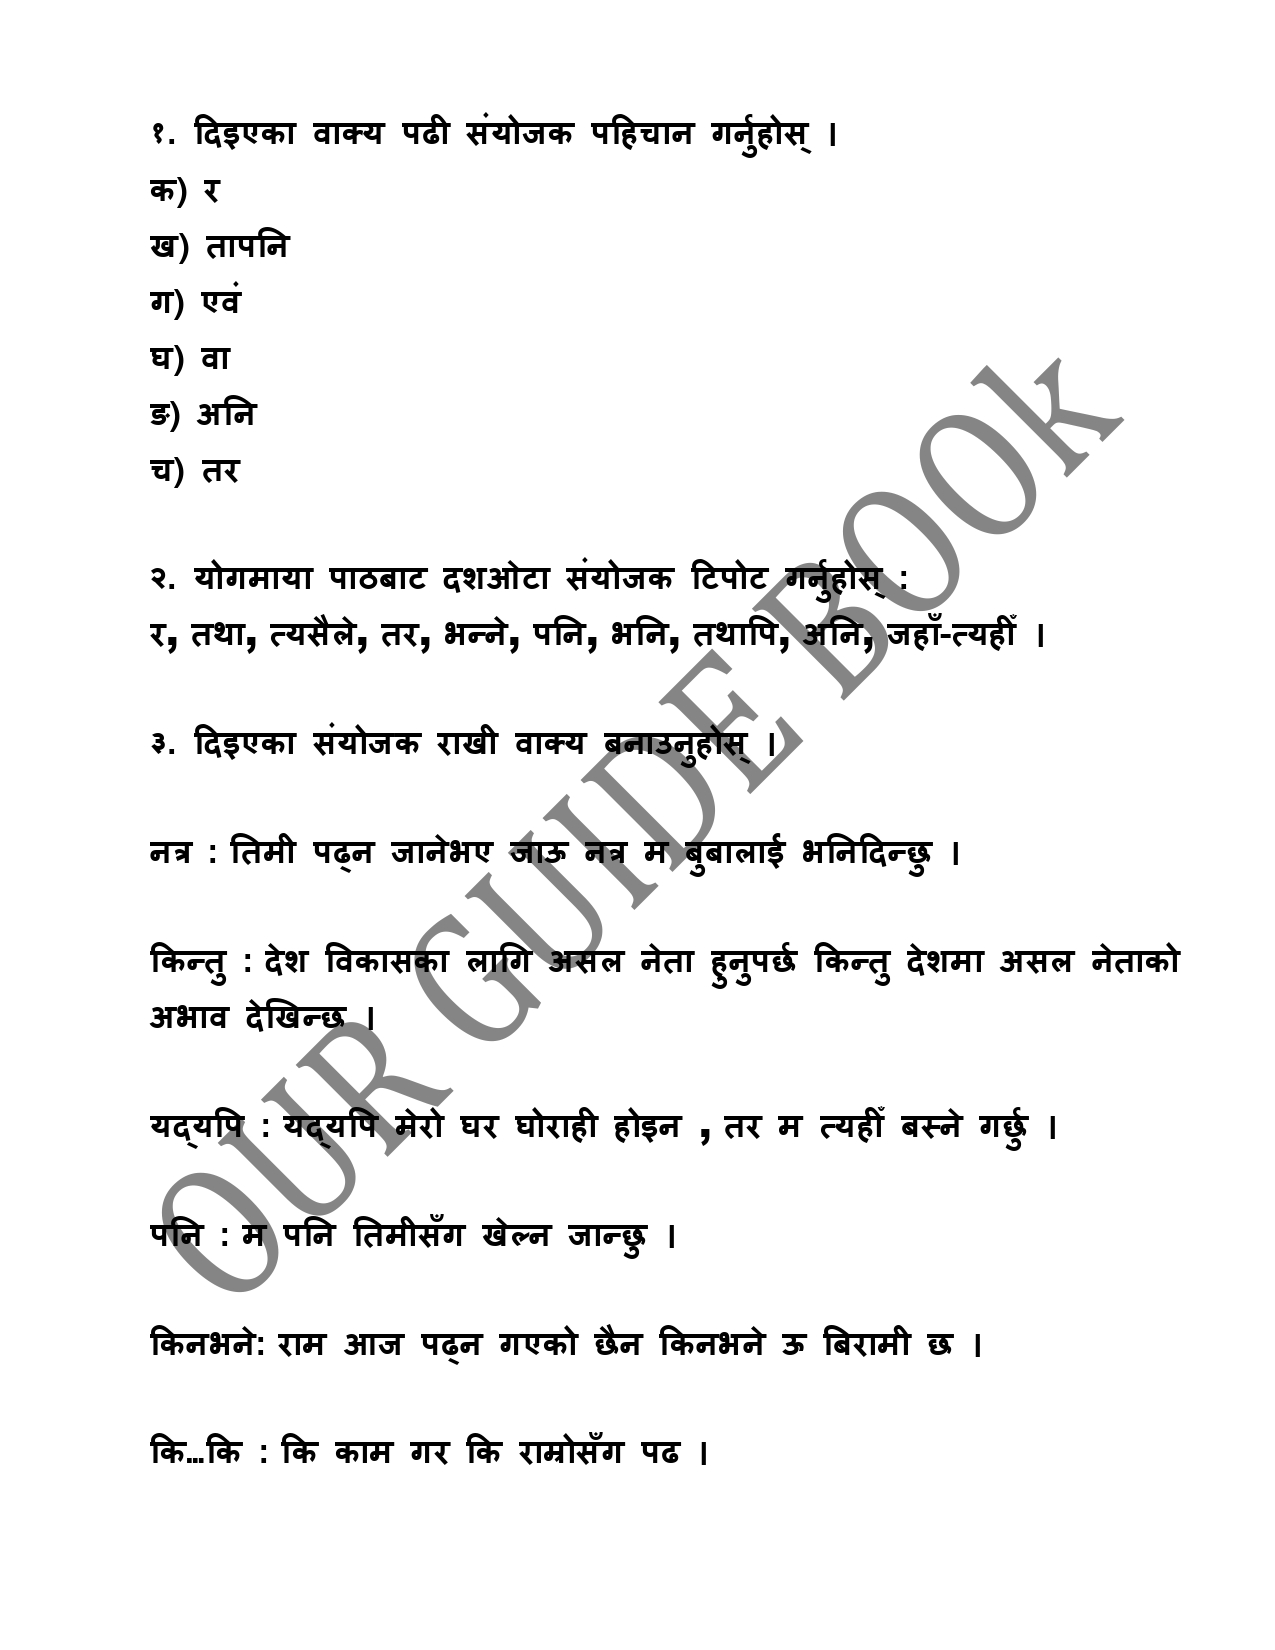 १. दिइएका वाक्य पढी संयोजक पहिचान गर्नुहोस् ।
क) र
ख) तापनि
ग) एवं
घ) वा
ङ) अनि
च) तर
२. योगमाया पाठबाट दशओटा संयोजक टिपोट गर्नुहोस् :
र, तथा, त्यसैले, तर, भन्ने, पनि, भनि, तथापि, अनि, जहाँ-त्यहीँ ।
३. दिइएका संयोजक राखी वाक्य बनाउनुहोस् ।
नत्र : तिमी पढ्न जानेभए जाऊ नत्र म बुबालाई भनिदिन्छु ।
किन्तु : देश विकासका लागि असल नेता हुनुपर्छ किन्तु देशमा असल नेताको
अभाव देखिन्छ ।
यद्यपि : यद्यपि मेरो घर घोराही होइन , तर म त्यहीँ बस्ने गर्छु ।
पनि : म पनि तिमीसँग खेल्न जान्छु ।
किनभने: राम आज पढ्न गएको छैन किनभने ऊ बिरामी छ ।
कि...कि : कि काम गर कि राम्रोसँग पढ ।
OUR GUIDE BOOk